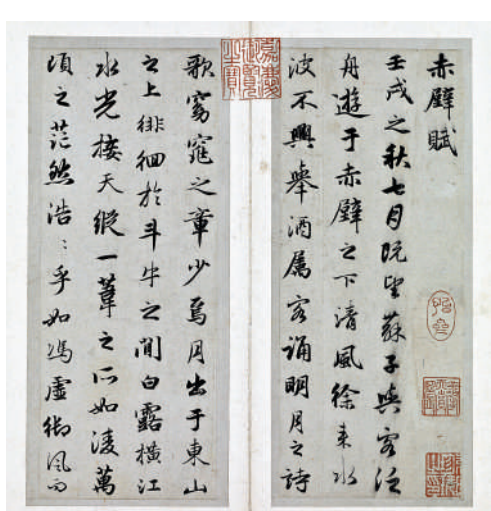 赤壁賦
壬戌之秋七月既望蘇子與客泛
舟遊于赤壁之下清風徐來水
波不興舉酒屬客誦明月之詩
歌窈窕之章少焉月出于東山
之上徘徊於斗牛之間白露橫江
水光接天縱一葦之所如淩萬
頃之茫然浩〻乎如馮虛御風而